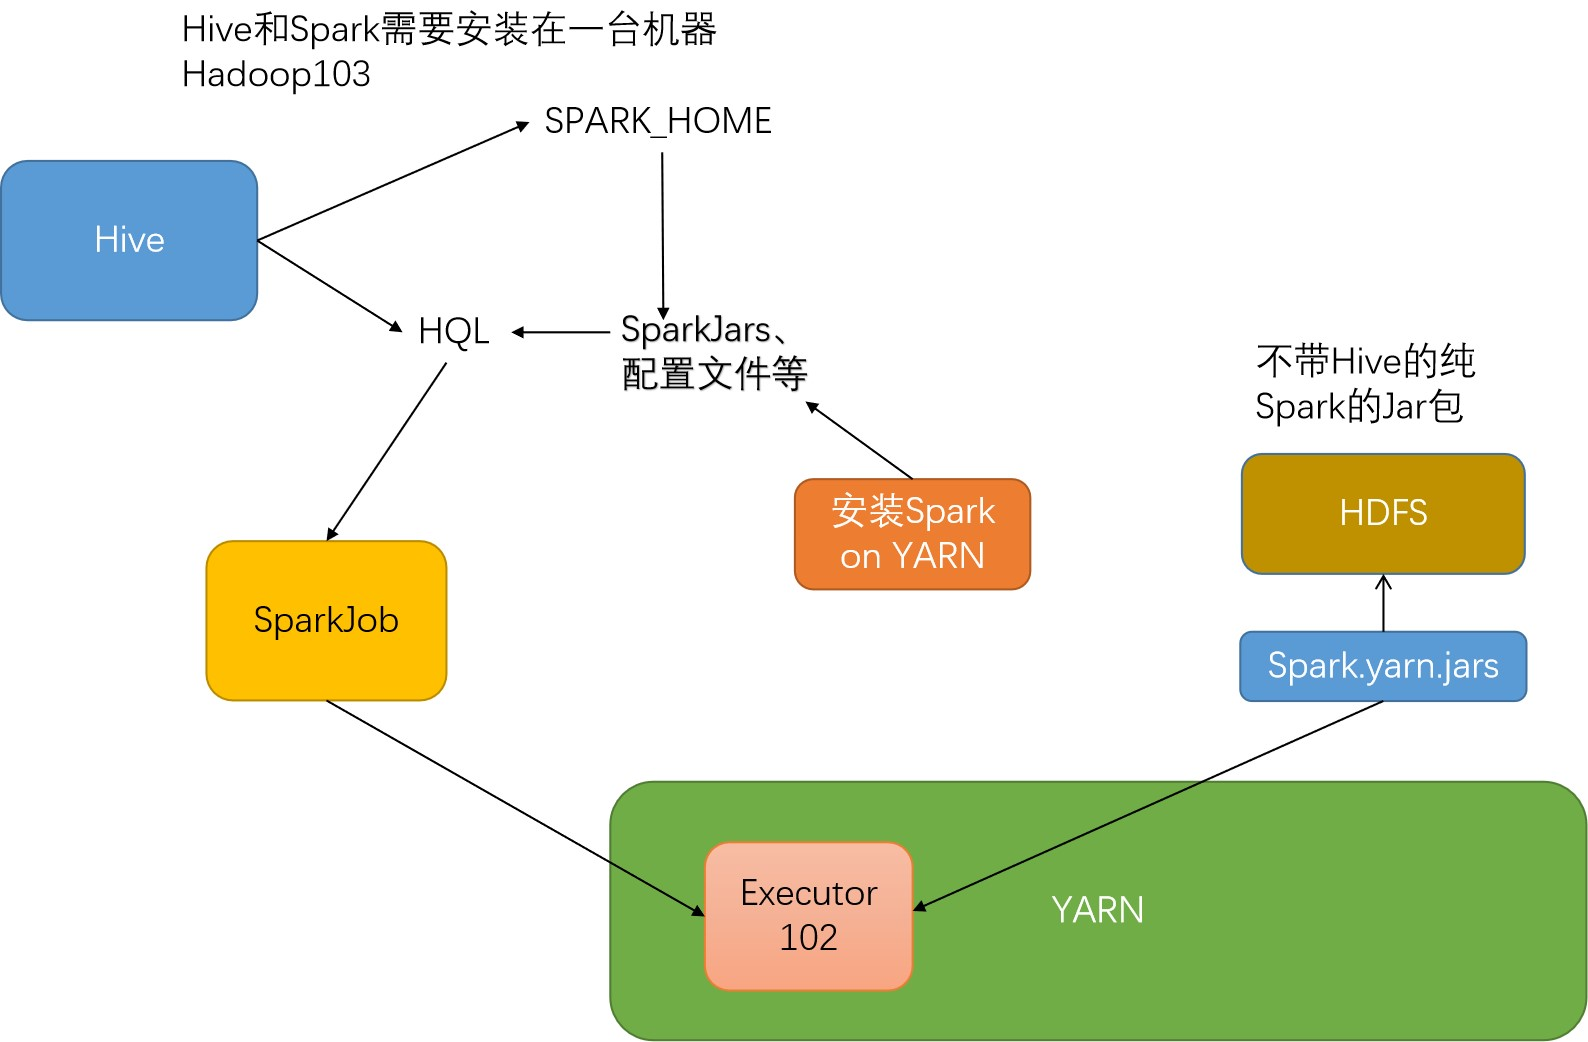 Hive和Spark需要安装在一台机器
Hadoop103
SPARK_HOME
Hive
HQL
SparkJars、
配置文件等
不带Hive的纯
Spark的Jar包
安装Spark
on YARN
HDFS
SparkJob
Spark.yarn.jars
Executor
102
YARN